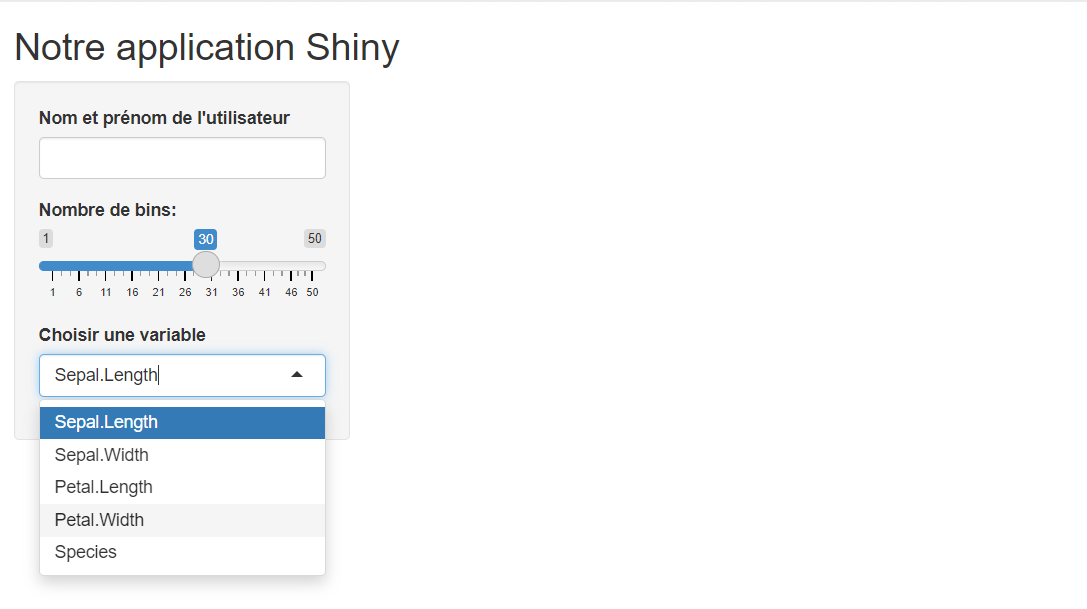 Notre application Shiny
Nom et prénom de l'utilisateur
Nombre de bins:
1 30 50
1 6 11 16 21 26 31 36 41 46 50
Choisir une variable
Sepal.Length
Sepal.Length
Sepal.Width
Petal.Length
Petal.Width
Species